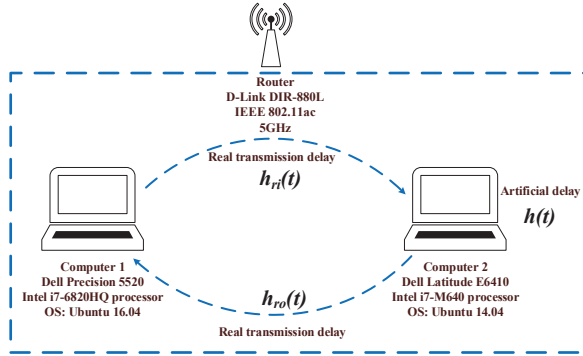 Router
D-Link DIR-880L
IEEE 802.11ac
5GHz
Real transmission delay
hri(t)
Artificial delay
h(t)
Computer 1
Dell Precision 5520
Intel i7-6820HQ processor
OS: Ubuntu 16.04
Computer 2
Dell Latitude E6410
Intel i7-M640 processor
OS: Ubuntu 14.04
hro(t)
Real transmission delay